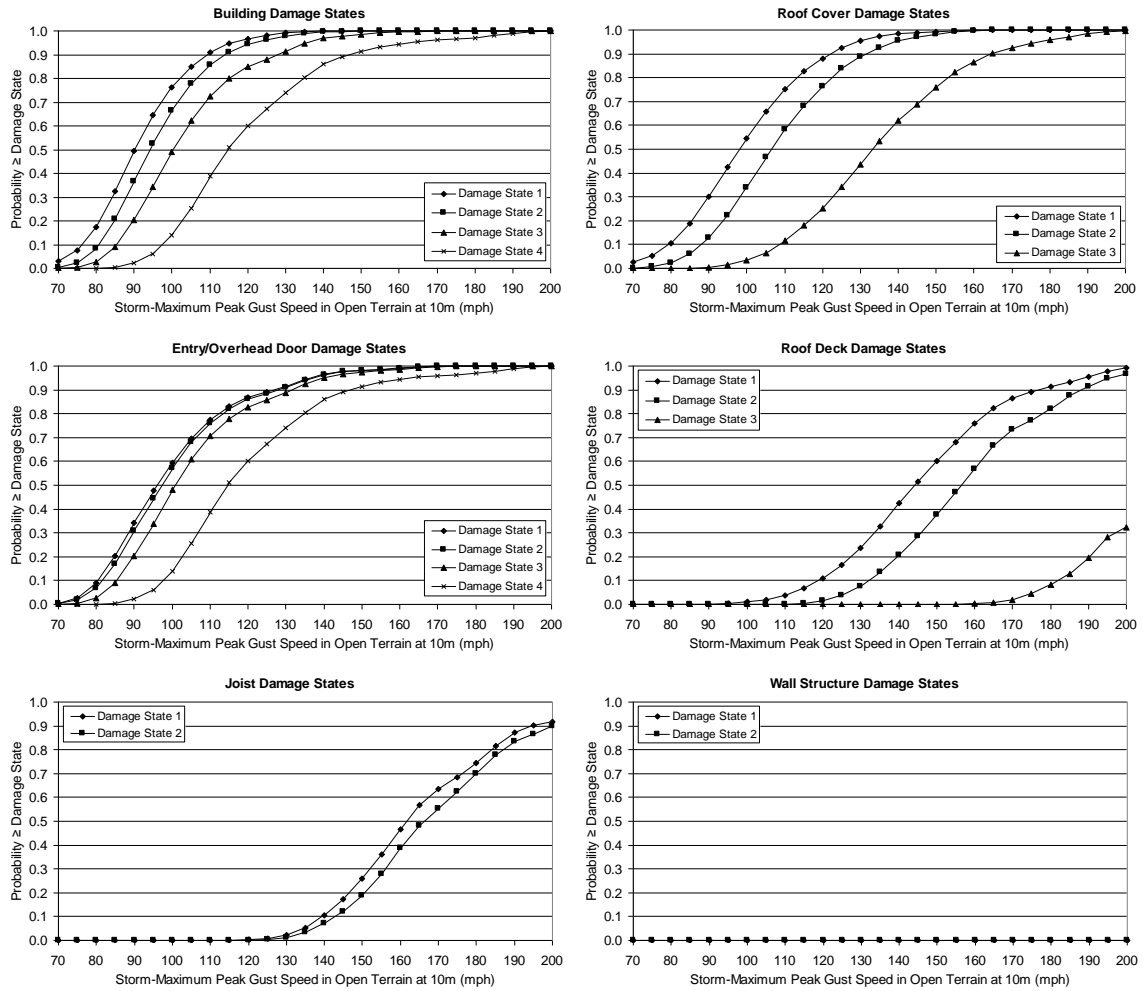 Building Damage States
Probability ≥ Damage State
1.0
0.9
0.8
0.7
0.6
0.5
0.4
0.3
0.2
0.1
0.0
Damage State 1
Damage State 2
Damage State 3
Damage State 4
70 80 90 100 110 120 130 140 150 160 170 180 190 200
Storm-Maximum Peak Gust Speed in Open Terrain at 10m (mph)
Roof Cover Damage States
Probability ≥ Damage State
1.0
0.9
0.8
0.7
0.6
0.5
0.4
0.3
0.2
0.1
0.0
Damage State 1
Damage State 2
Damage State 3
70 80 90 100 110 120 130 140 150 160 170 180 190 200
Storm-Maximum Peak Gust Speed in Open Terrain at 10m (mph)
Entry/Overhead Door Damage States
Probability ≥ Damage State
1.0
0.9
0.8
0.7
0.6
0.5
0.4
0.3
0.2
0.1
0.0
Damage State 1
Damage State 2
Damage State 3
Damage State 4
70 80 90 100 110 120 130 140 150 160 170 180 190 200
Storm-Maximum Peak Gust Speed in Open Terrain at 10m (mph)
Roof Deck Damage States
Probability ≥ Damage State
1.0
0.9
0.8
0.7
0.6
0.5
0.4
0.3
0.2
0.1
0.0
Damage State 1
Damage State 2
Damage State 3
70 80 90 100 110 120 130 140 150 160 170 180 190 200
Storm-Maximum Peak Gust Speed in Open Terrain at 10m (mph)
Joist Damage States
Probability ≥ Damage State
1.0
0.9
0.8
0.7
0.6
0.5
0.4
0.3
0.2
0.1
0.0
Damage State 1
Damage State 2
70 80 90 100 110 120 130 140 150 160 170 180 190 200
Storm-Maximum Peak Gust Speed in Open Terrain at 10m (mph)
Wall Structure Damage States
Probability ≥ Damage State
1.0
0.9
0.8
0.7
0.6
0.5
0.4
0.3
0.2
0.1
0.0
Damage State 1
Damage State 2
70 80 90 100 110 120 130 140 150 160 170 180 190 200
Storm-Maximum Peak Gust Speed in Open Terrain at 10m (mph)